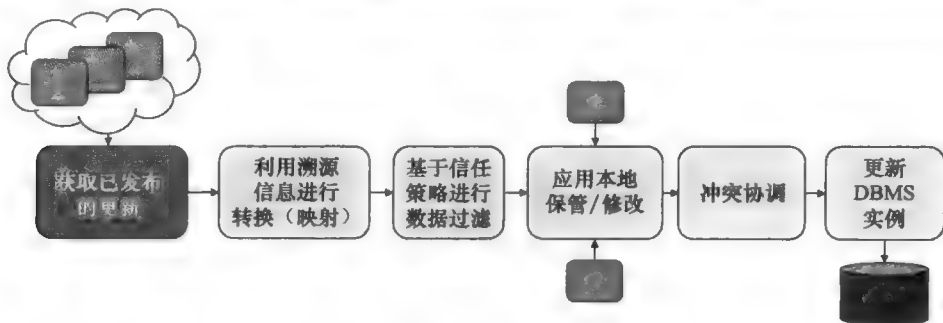 获取已发布
的更新
利用溯源
信息进行
转换（映射）
基于信任
策略进行
数据过滤
应用本地
保管/修改
冲突协调
更新
DBMS
实例